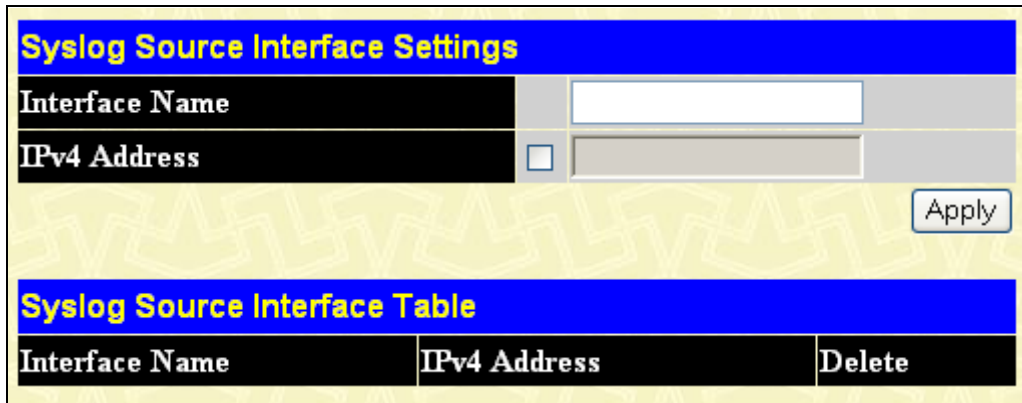 Syslog Source Interface Settings
Interface Name
IPv4 Address
Apply
Syslog Source Interface Table
Interface Name IPv4 Address Delete